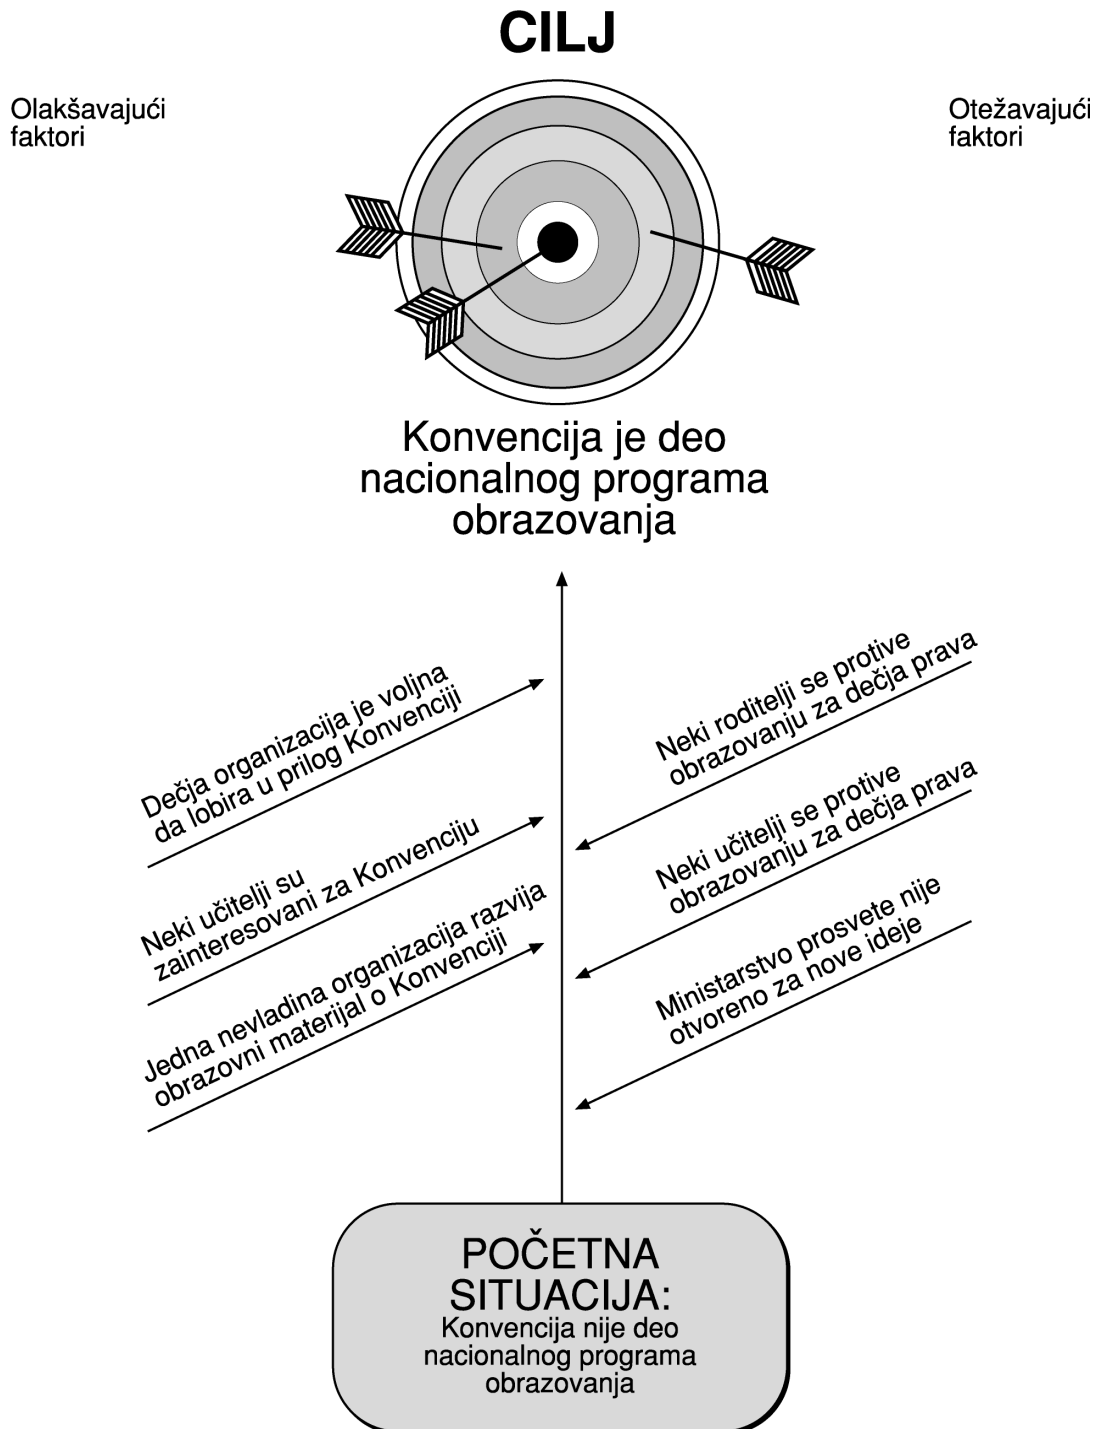 CILJ
Olakšavajući
faktori
Otežavajući
faktori
Konvencija je deo
nacionalnog programa
obrazovanja
Dečja organizacija je voljna
da lobira u prilog Konvenciji
Neki učitelji su
zainteresovani za Konvenciju
Jedna nevladina organizacija razvija
obrazovni materijal o Konvenciji
Neki roditelji se protive
obrazovanju za dečja prava
Neki učitelji se protive
obrazovanju za dečja prava
Ministarstvo prosvete nije
otvoreno za nove ideje
POČETNA
SITUACIJA:
Konvencija nije deo
nacionalnog programa
obrazovanja